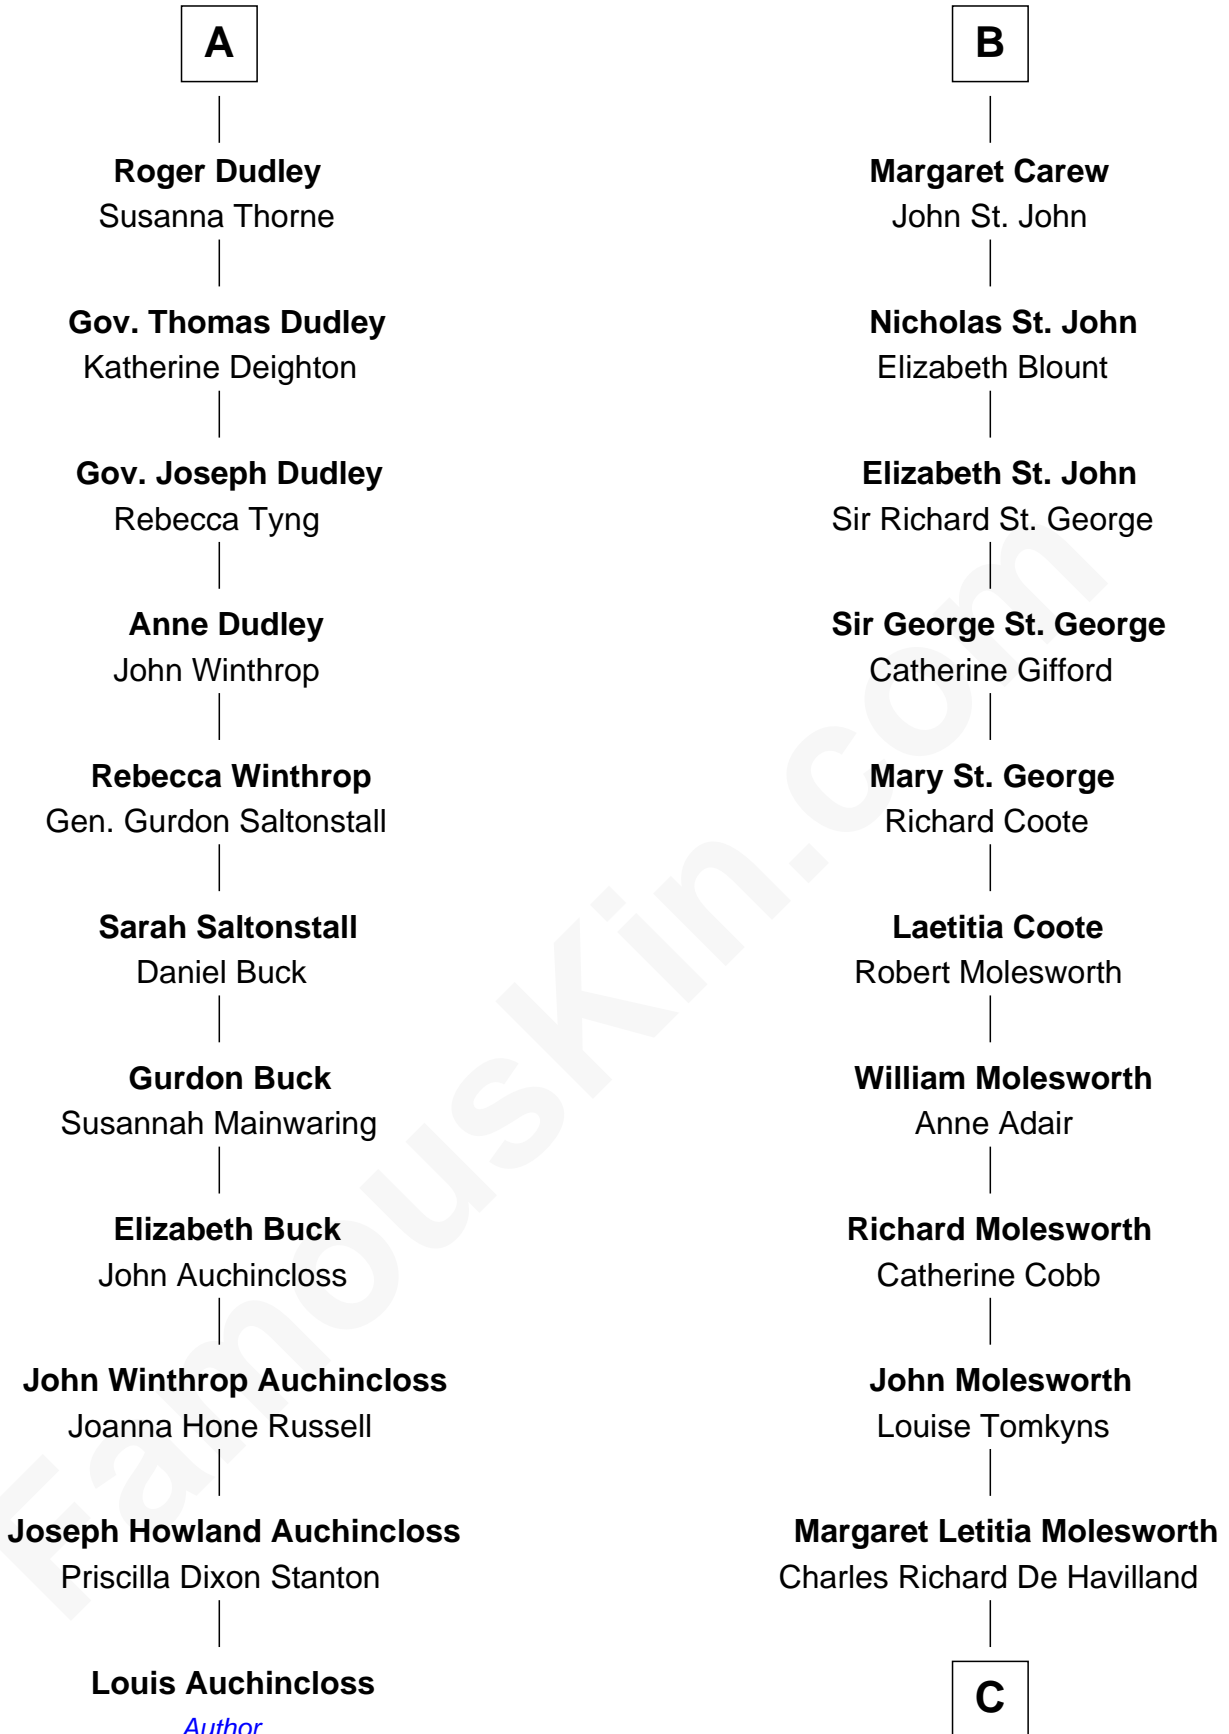 A
Roger Dudley
Susanna Thorne
Gov. Thomas Dudley
Katherine Deighton
Gov. Joseph Dudley
Rebecca Tyng
Anne Dudley
John Winthrop
Rebecca Winthrop
Gen. Gurdon Saltonstall
Sarah Saltonstall
Daniel Buck
Gurdon Buck
Susannah Mainwaring
Elizabeth Buck
John Auchincloss
John Winthrop Auchincloss
Joanna Hone Russell
Joseph Howland Auchincloss
Priscilla Dixon Stanton
Louis Auchincloss
Author
B
Margaret Carew
John St. John
Nicholas St. John
Elizabeth Blount
Elizabeth St. John
Sir Richard St. George
Sir George St. George
Catherine Gifford
Mary St. George
Richard Coote
Laetitia Coote
Robert Molesworth
William Molesworth
Anne Adair
Richard Molesworth
Catherine Cobb
John Molesworth
Louise Tomkyns
Margaret Letitia Molesworth
Charles Richard De Havilland
C
FamousKin.com